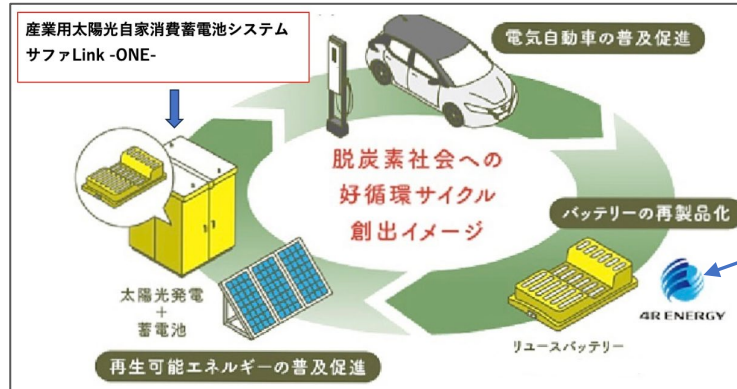 産業用太陽光自家消費蓄電池システム
サファLink -ONE-
電気自動車の普及促進
脱炭素社会への
好循環サイクル
創出イメージ
バッテリーの再製品化
太陽光発電
+
蓄電池
4R ENERGY
リユースバッテリー
再生可能エネルギーの普及促進